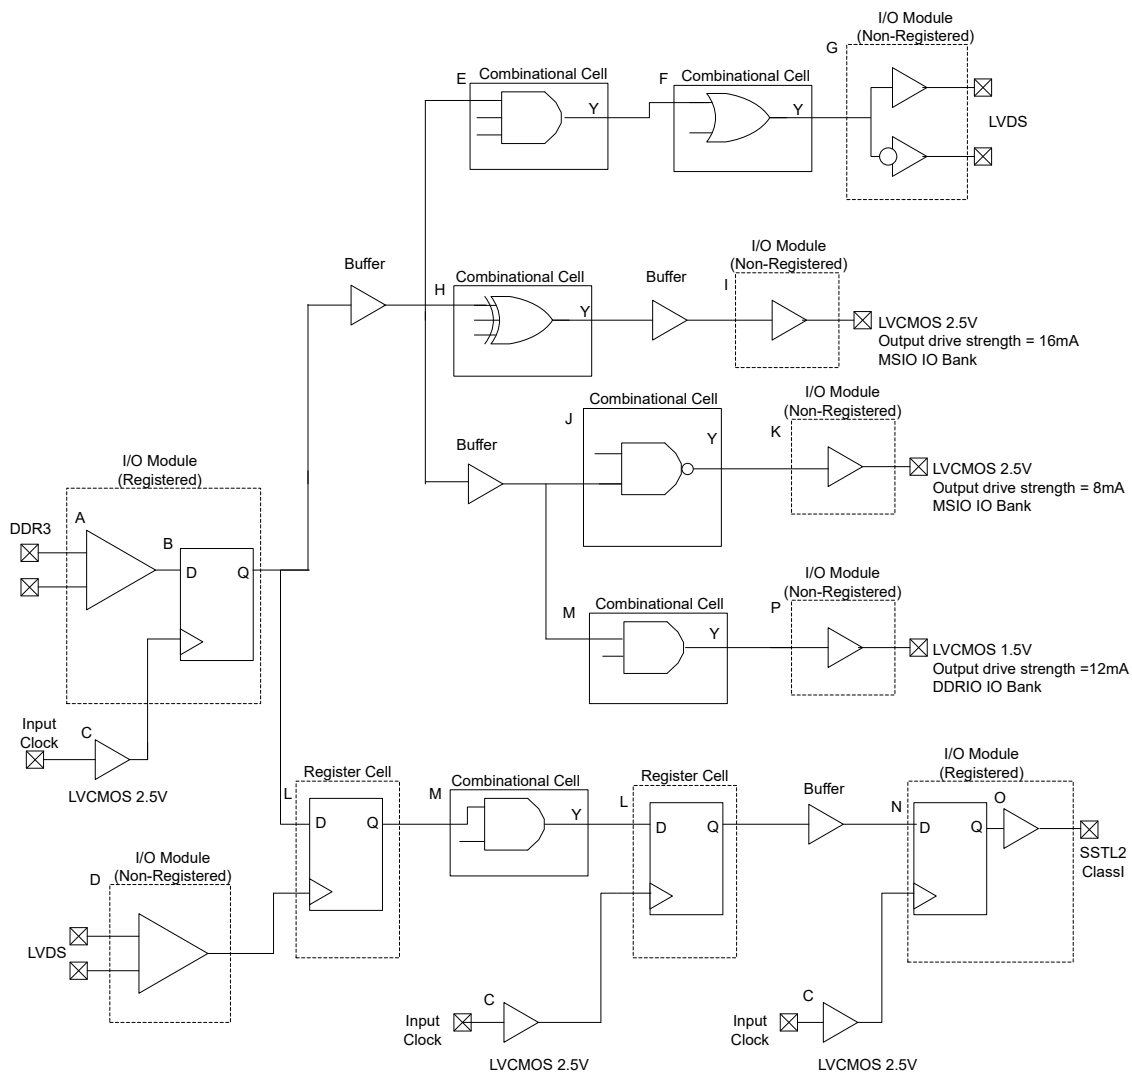 I/O Module
(Non-Registered)
G
E
Combinational Cell
Y
F
Combinational Cell
Y
LVDS
I/O Module
(Non-Registered)
Buffer
H
Combinational Cell
Y
Buffer
I
LVCMOS 2.5V
Output drive strength = 16mA
MSIO IO Bank
I/O Module
(Non-Registered)
Combinational Cell
J
Y
K
Buffer
LVCMOS 2.5V
Output drive strength = 8mA
MSIO IO Bank
I/O Module
(Registered)
DDR3
A
B
D
Q
I/O Module
(Non-Registered)
M
Combinational Cell
Y
P
LVCMOS 1.5V
Output drive strength =12mA
DDRIO IO Bank
Input
Clock
C
LVCMOS 2.5V
Register Cell
L
D
Q
M
Combinational Cell
Y
Register Cell
L
D
Q
Buffer
I/O Module
(Registered)
N
D
Q
O
SSTL2
ClassI
I/O Module
(Non-Registered)
D
LVDS
Input
Clock
C
LVCMOS 2.5V
Input
Clock
C
LVCMOS 2.5V